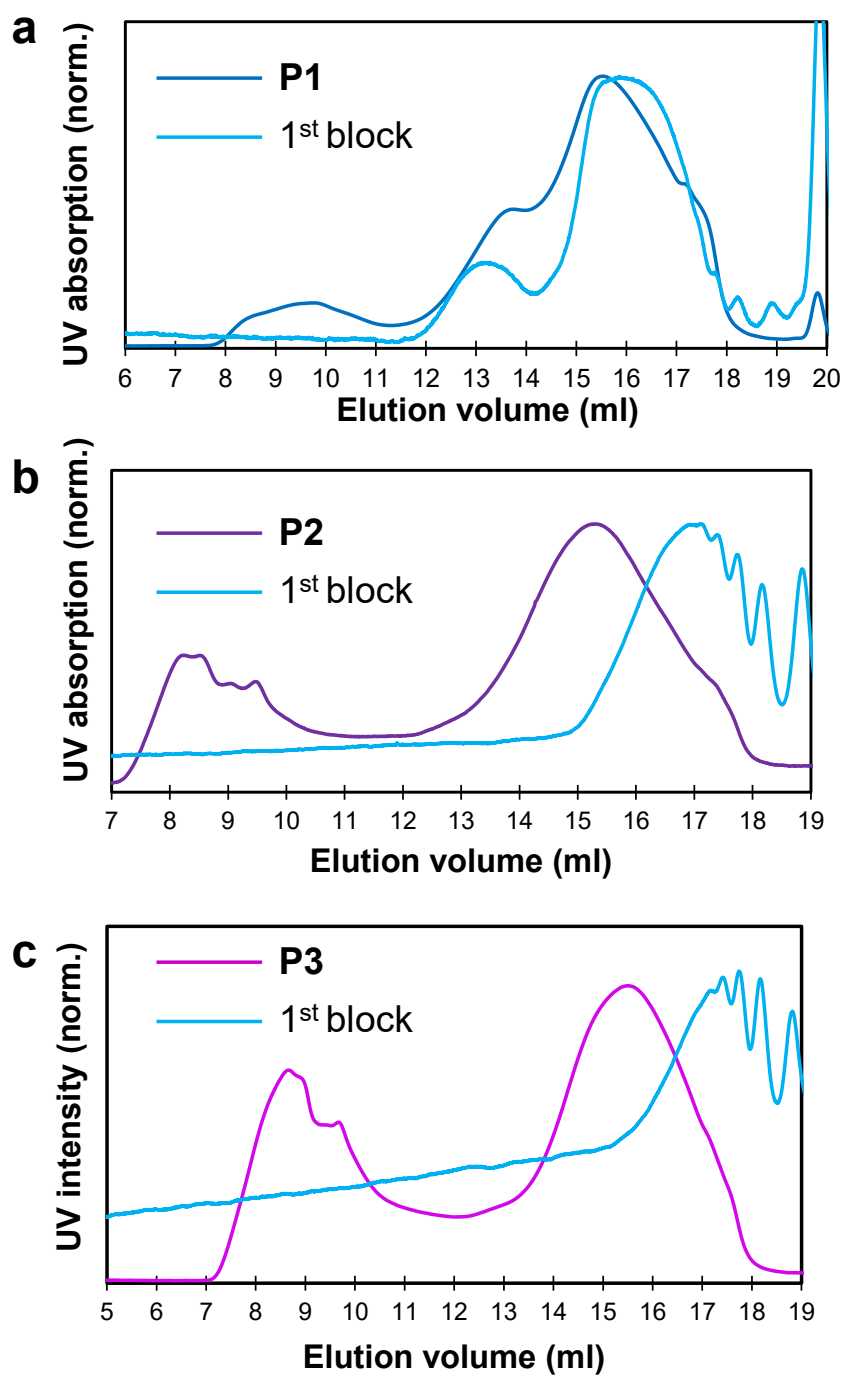 a
UV absorption (norm.)
P1
1st block
6 7 8 9 10 11 12 13 14 15 16 17 18 19 20
Elution volume (ml)
b
UV absorption (norm.)
P2
1st block
7 8 9 10 11 12 13 14 15 16 17 18 19
Elution volume (ml)
c
UV intensity (norm.)
P3
1st block
5 6 7 8 9 10 11 12 13 14 15 16 17 18 19
Elution volume (ml)